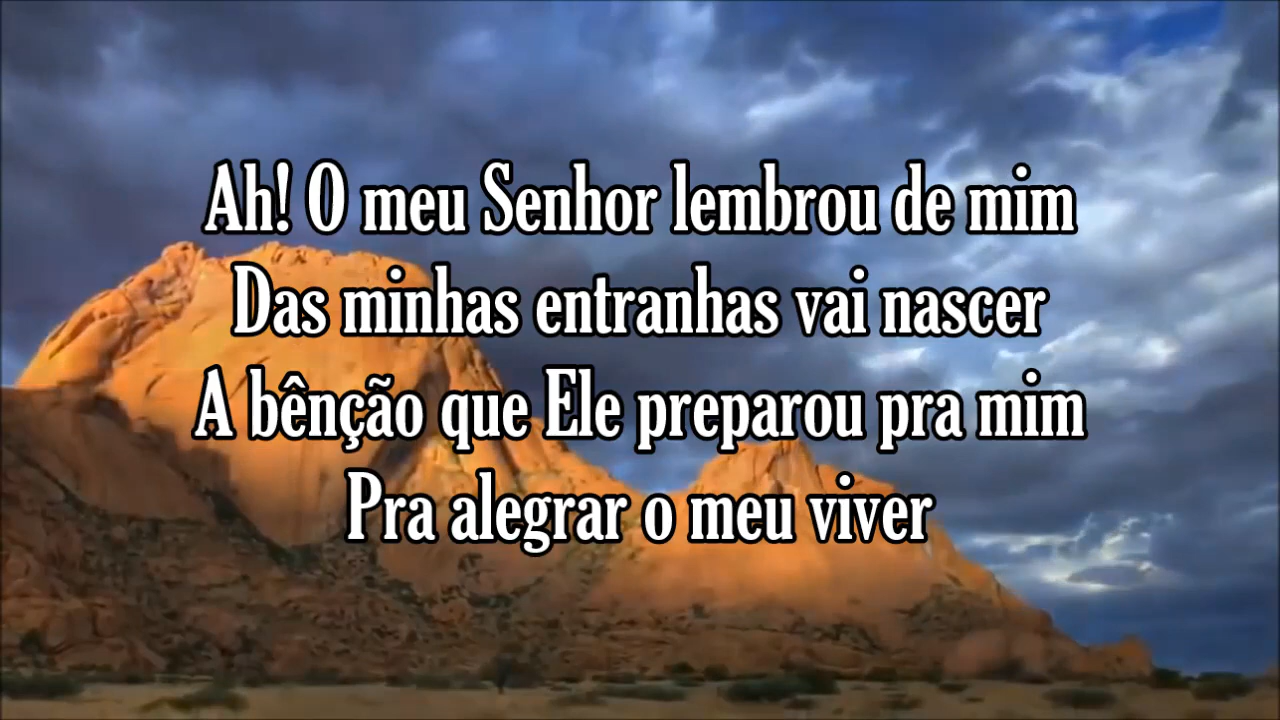 Ah! O meu Senhor lembrou de mim
Das minhas entranhas vai nascer
A bênção que Ele preparou pra mim
Pra alegrar o meu viver